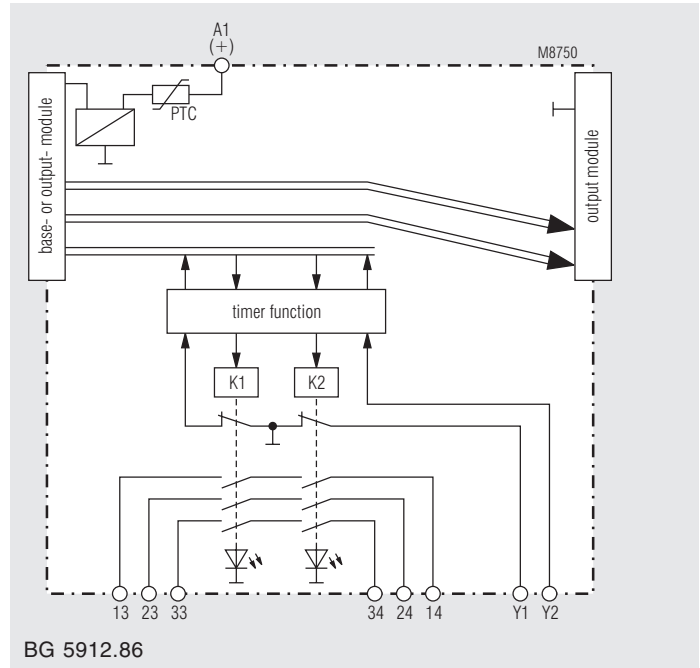 A1
(+)
M8750
PTC
base- or output- module
output module
timer function
K1
K2
13 23 33 34 24 14 Y1 Y2
BG 5912.86